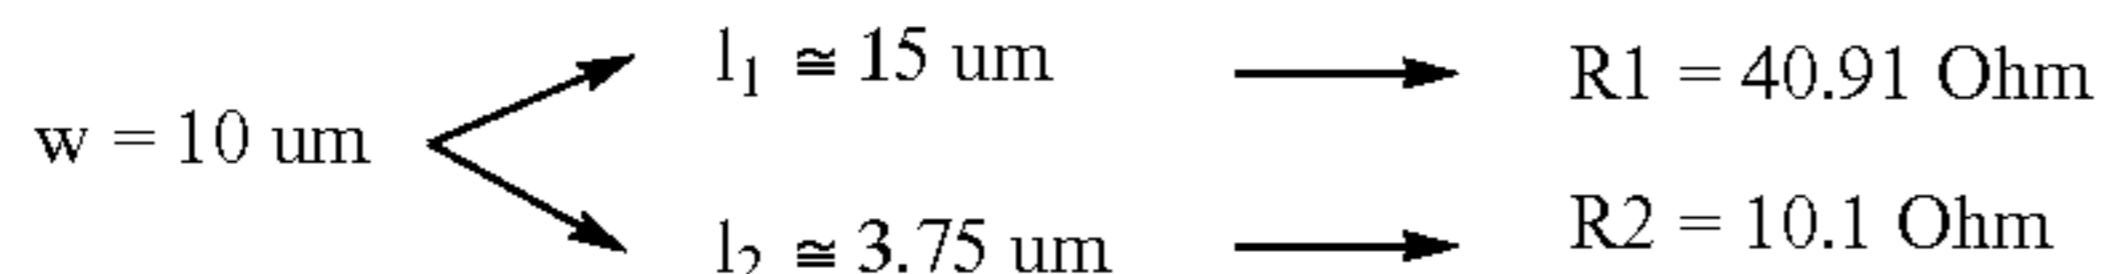 l₁ ≅ 15 um R1 = 40.91 Ohm
w = 10 um
l₂ ≅ 3.75 um R2 = 10.1 Ohm